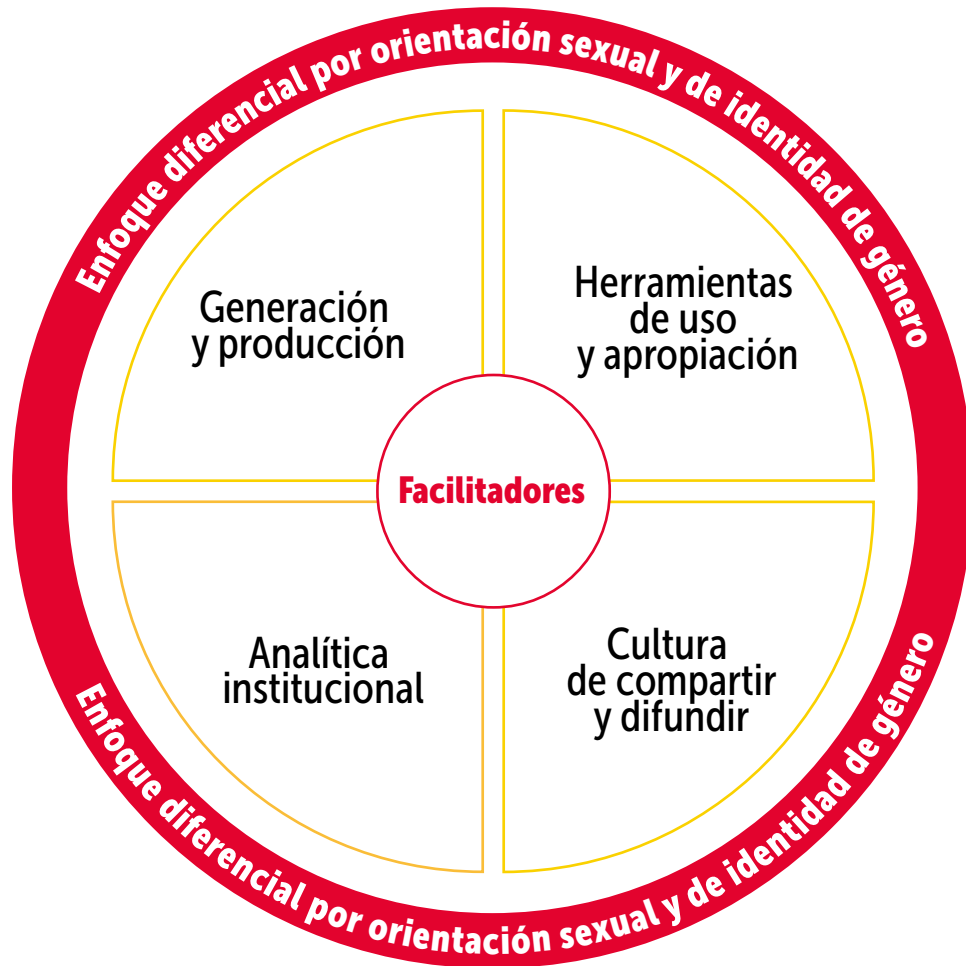 Enfoque diferencial por orientación sexual y de identidad de género
Generación
y producción
Herramientas
de uso
y apropiación
Facilitadores
Analítica
institucional
Cultura
de compartir
y difundir
Enfoque diferencial por orientación sexual y de identidad de género